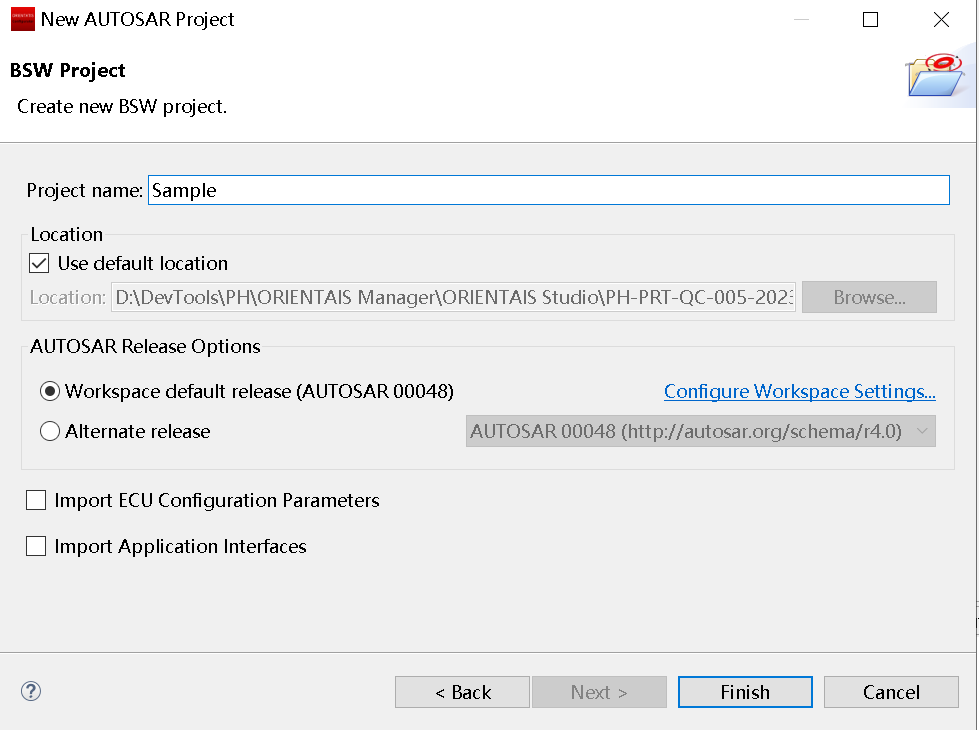 New AUTOSAR Project
BSW Project
Create new BSW project.
Project name: Sample
Location
Use default location
Location: D:\DevTools\PH\ORIENTAIS Manager\ORIENTAIS Studio\PH-PRT-QC-005-2023 Browse...
AUTOSAR Release Options
Workspace default release (AUTOSAR 00048) Configure Workspace Settings...
Alternate release AUTOSAR 00048 (http://autosar.org/schema/r4.0)
Import ECU Configuration Parameters
Import Application Interfaces
? < Back Next > Finish Cancel